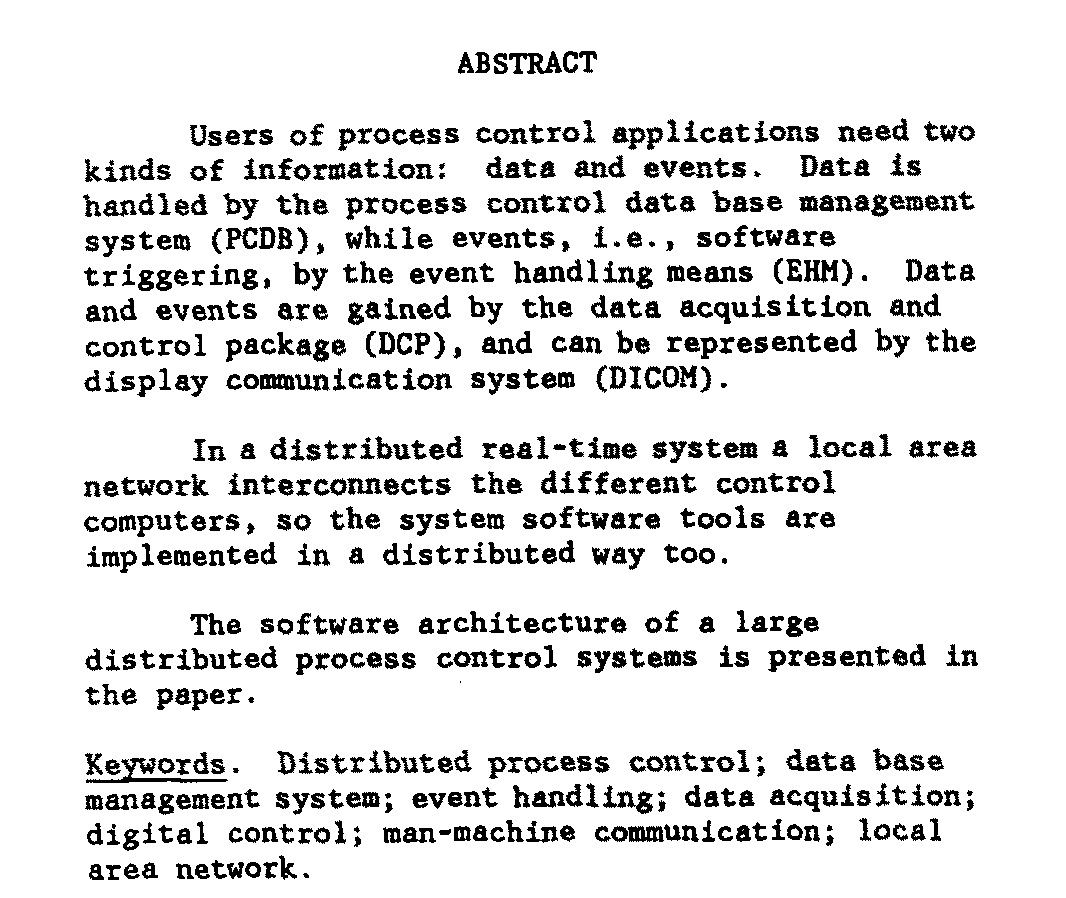 ABSTRACT
Users of process control applications need two
kinds of information: data and events. Data is
handled by the process control data base management
system (PCDB), while events, i.e., software
triggering, by the event handling means (EHM). Data
and events are gained by the data acquisition and
control package (DCP), and can be represented by the
display communication system (DICOM).
In a distributed real-time system a local area
network interconnects the different control
computers, so the system software tools are
implemented in a distributed way too.
The software architecture of a large
distributed process control systems is presented in
the paper.
Keywords. Distributed process control; data base
management system; event handling; data acquisition;
digital control; man-machine communication; local
area network.